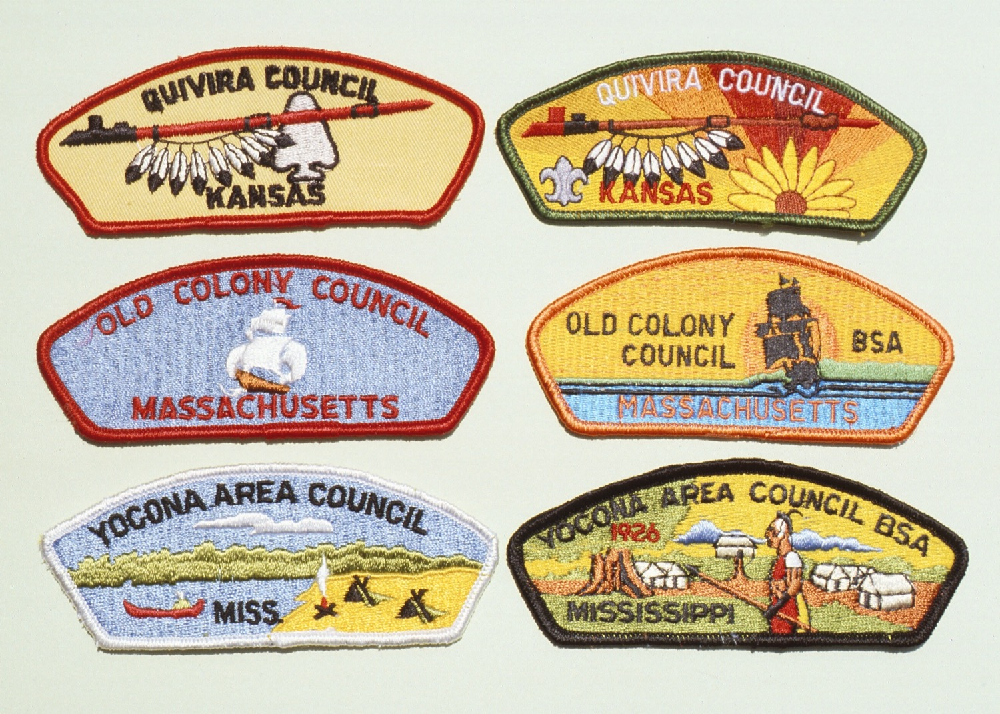 QUIVIRA COUNCIL
KANSAS
QUIVIRA COUNCIL
KANSAS
OLD COLONY COUNCIL
MASSACHUSETTS
OLD COLONY
COUNCIL
BSA
MASSACHUSETTS
YOCONA AREA COUNCIL
MISS.
YOCONA AREA COUNCIL BSA
1926
MISSISSIPPI